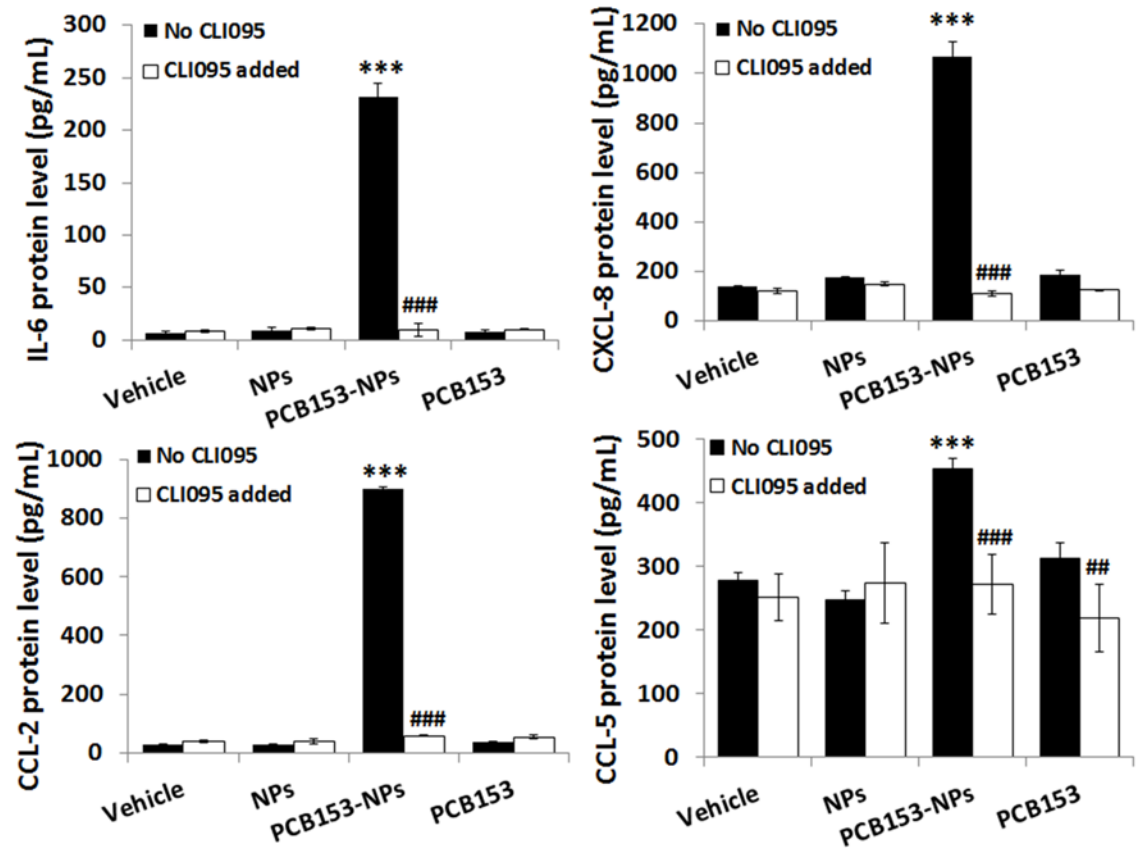 IL-6 protein level (pg/mL)
300
250
200
150
100
50
0
No CLI095
CLI095 added
***
###
Vehicle
NPs
PCB153-NPs
PCB153
CXCL-8 protein level (pg/mL)
1200
1000
800
600
400
200
0
No CLI095
CLI095 added
***
###
Vehicle
NPs
PCB153-NPs
PCB153
CCL-2 protein level (pg/mL)
1000
800
600
400
200
0
No CLI095
CLI095 added
***
###
Vehicle
NPs
PCB153-NPs
PCB153
CCL-5 protein level (pg/mL)
500
400
300
200
100
0
No CLI095
CLI095 added
***
###
##
Vehicle
NPs
PCB153-NPs
PCB153